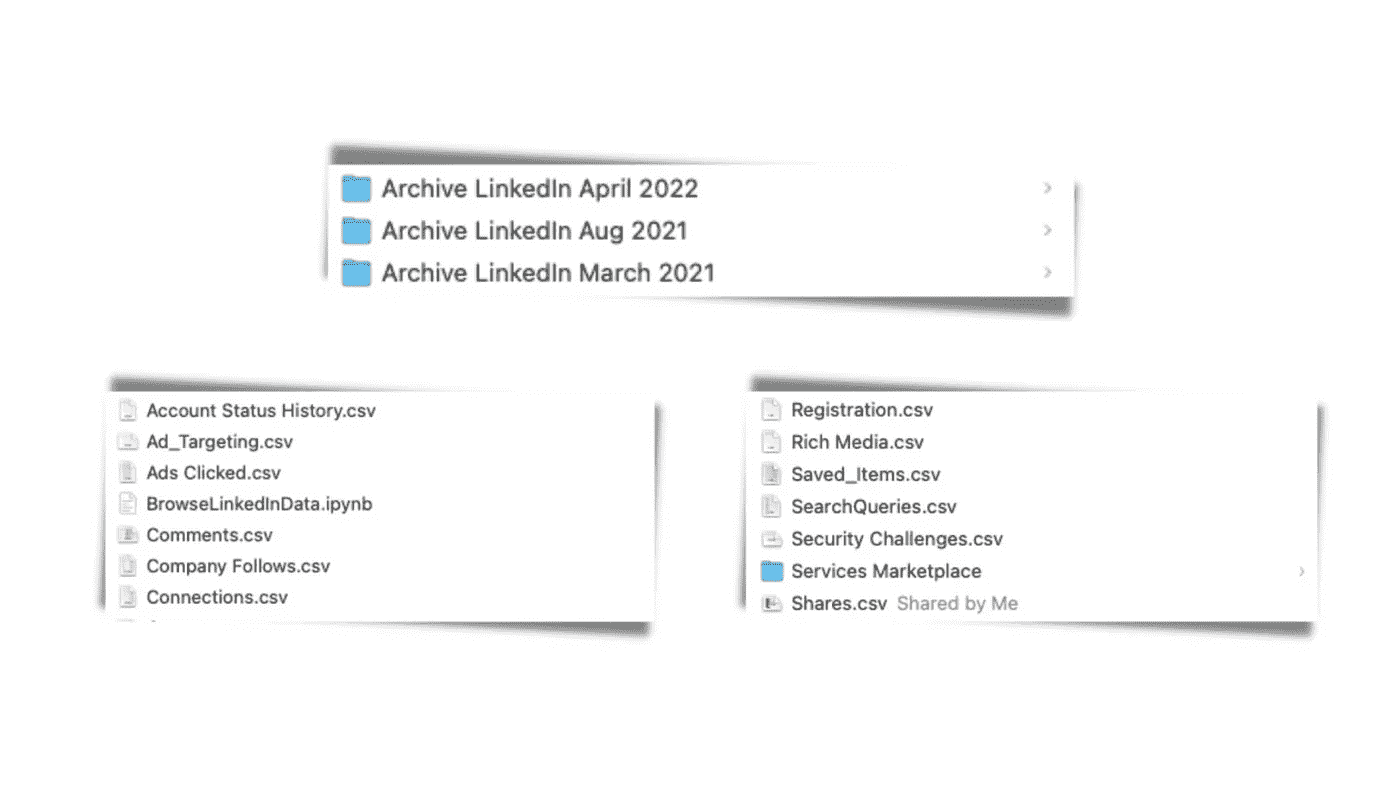 Archive LinkedIn April 2022
Archive LinkedIn Aug 2021
Archive LinkedIn March 2021
Account Status History.csv
Ad_Targeting.csv
Ads Clicked.csv
BrowseLinkedInData.ipynb
Comments.csv
Company Follows.csv
Connections.csv
Registration.csv
Rich Media.csv
Saved_Items.csv
SearchQueries.csv
Security Challenges.csv
Services Marketplace
Shares.csv Shared by Me